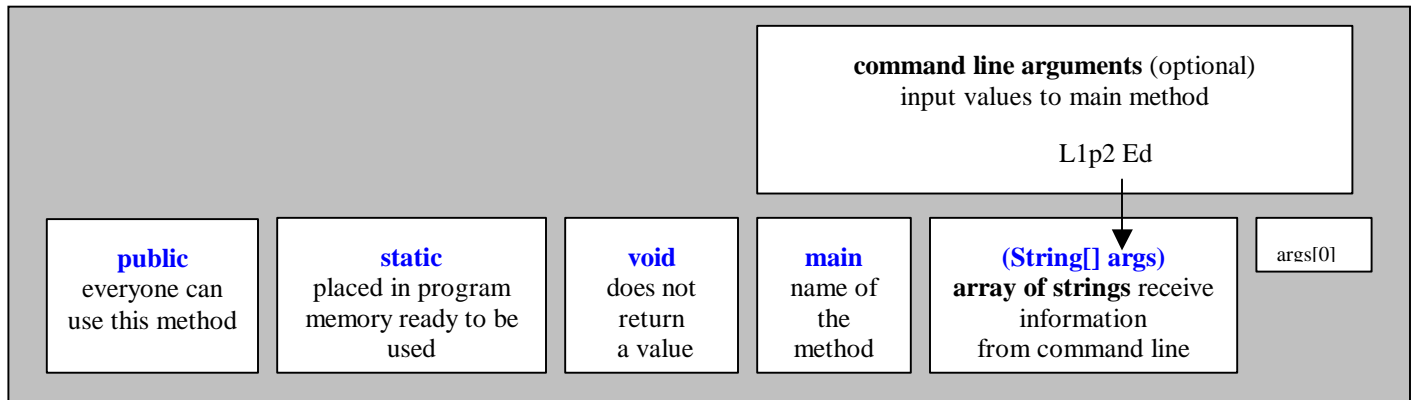 command line arguments (optional)
input values to main method
L1p2 Ed
public
everyone can
use this method
static
placed in program
memory ready to be
used
void
does not
return
a value
main
name of
the
method
(String[] args)
array of strings receive
information
from command line
args[0]